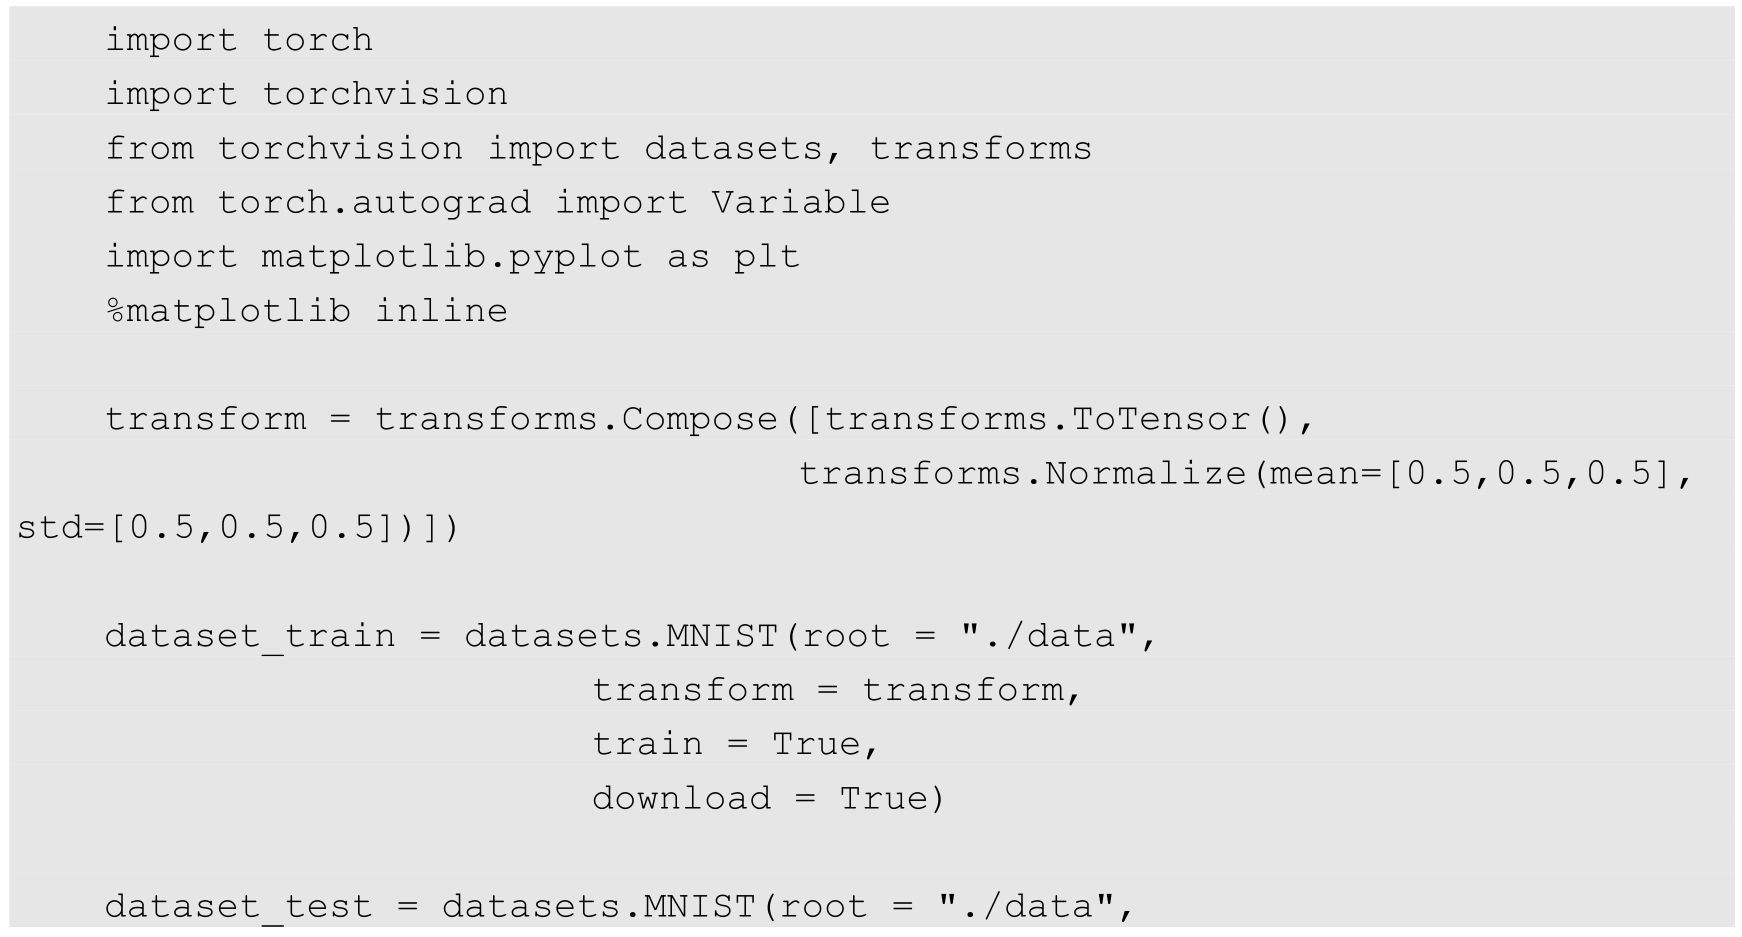 import torch
import torchvision
from torchvision import datasets, transforms
from torch.autograd import Variable
import matplotlib.pyplot as plt
%matplotlib inline
transform = transforms.Compose([transforms.ToTensor(),
transforms.Normalize(mean=[0.5,0.5,0.5],
std=[0.5,0.5,0.5])])
dataset_train = datasets.MNIST(root = "./data",
transform = transform,
train = True,
download = True)
dataset_test = datasets.MNIST(root = "./data",